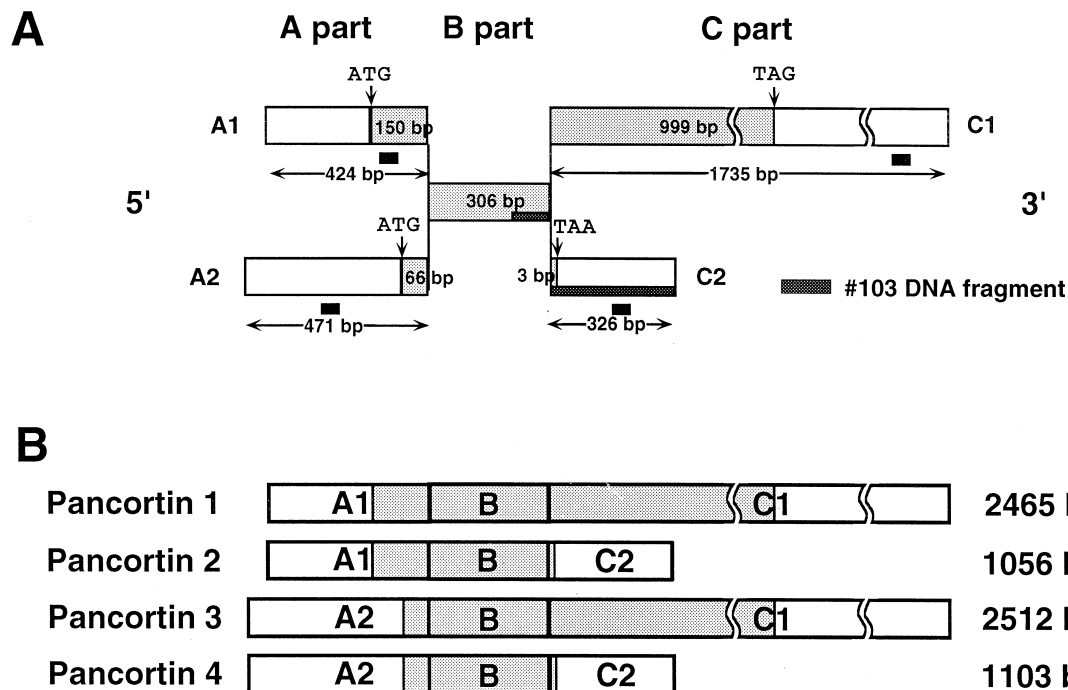 A
A part B part C part
ATG TAG
A1 150 bp 999 bp C1
424 bp 1735 bp
5' 306 bp 3'
ATG TAA
A2 66 bp 3 bp C2
#103 DNA fragment
471 bp 326 bp
B
Pancortin 1 A1 B C1 2465
Pancortin 2 A1 B C2 1056
Pancortin 3 A2 B C1 2512
Pancortin 4 A2 B C2 1103 b